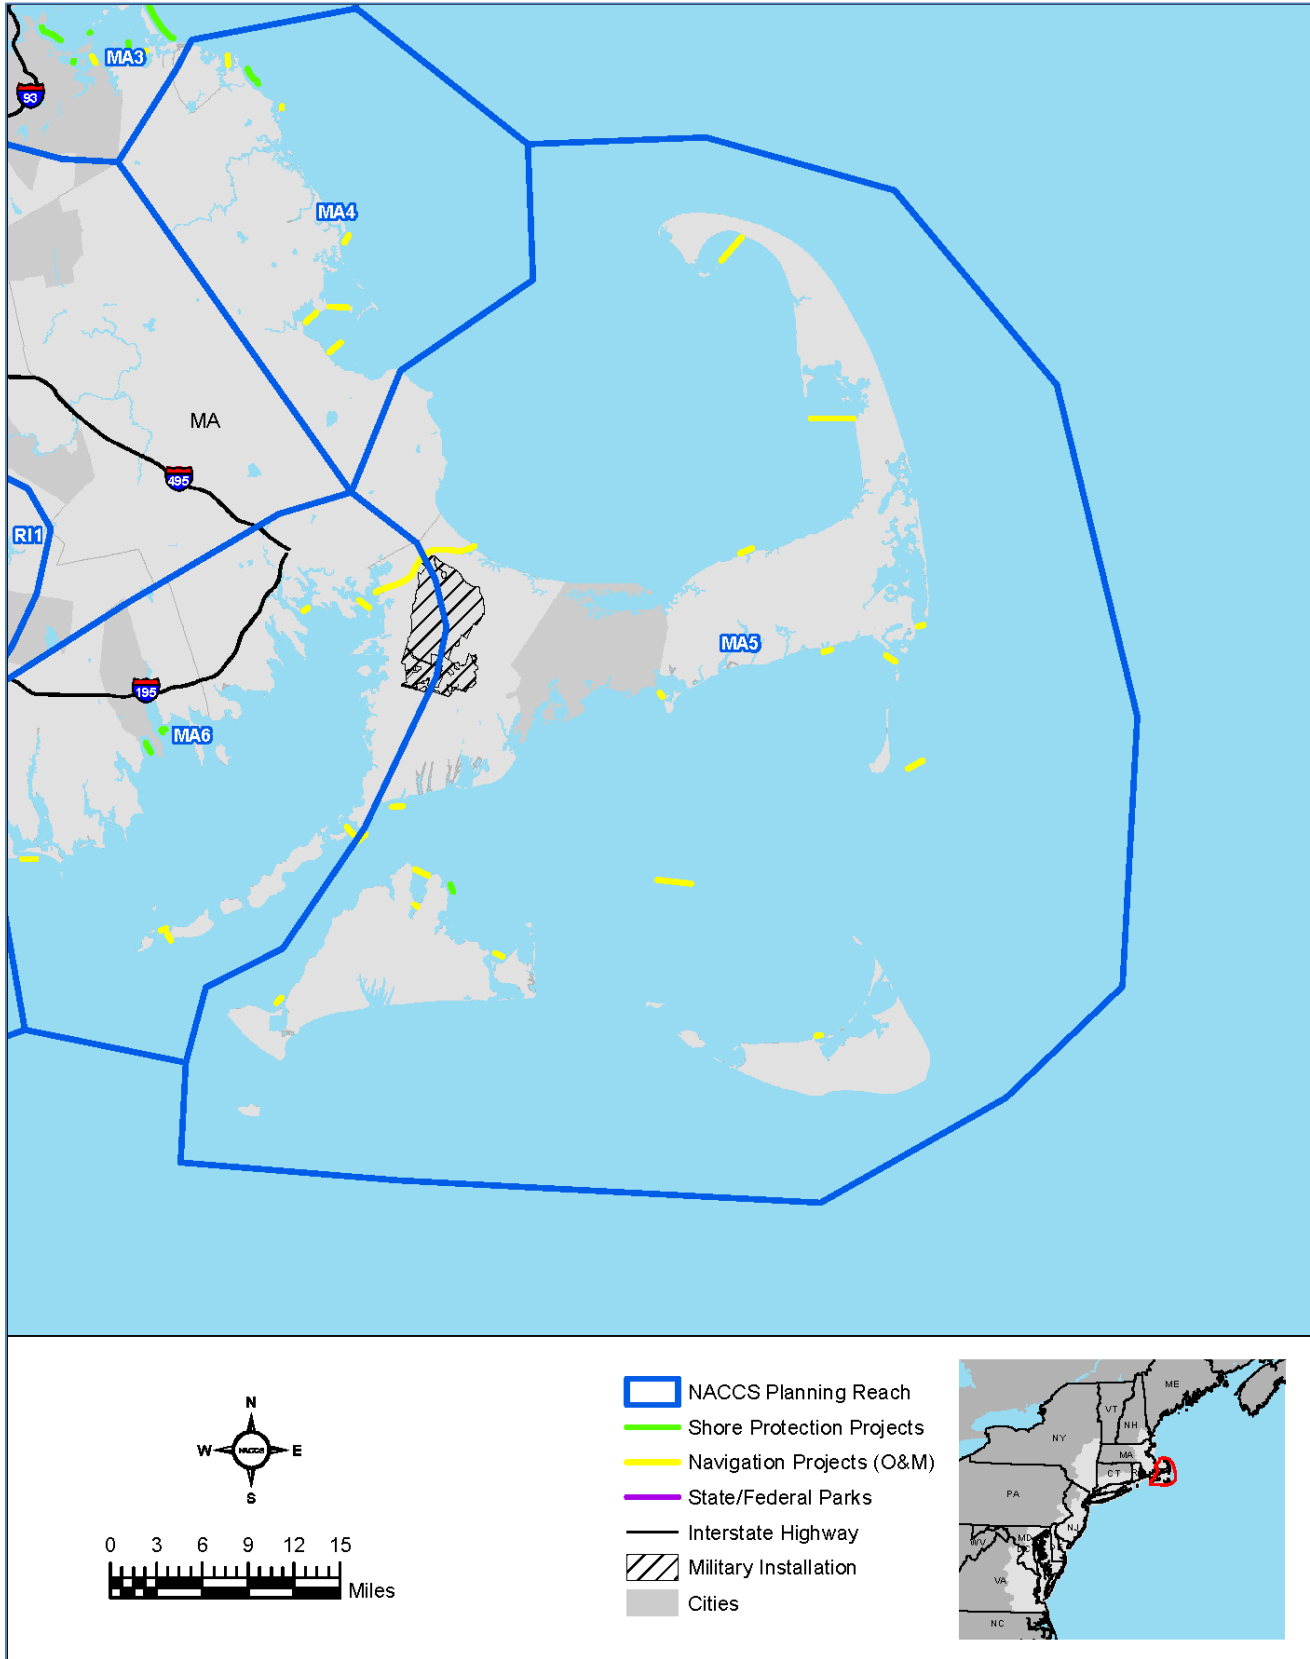 MA3
93
MA4
MA
495
RI1
MA5
195
MA6
N
W NACCS E
S
0 3 6 9 12 15
Miles
NACCS Planning Reach
Shore Protection Projects
Navigation Projects (O&M)
State/Federal Parks
Interstate Highway
Military Installation
Cities
ME
VT
NH
NY
MA
CT
PA
NJ
MD
WV
VA
NC